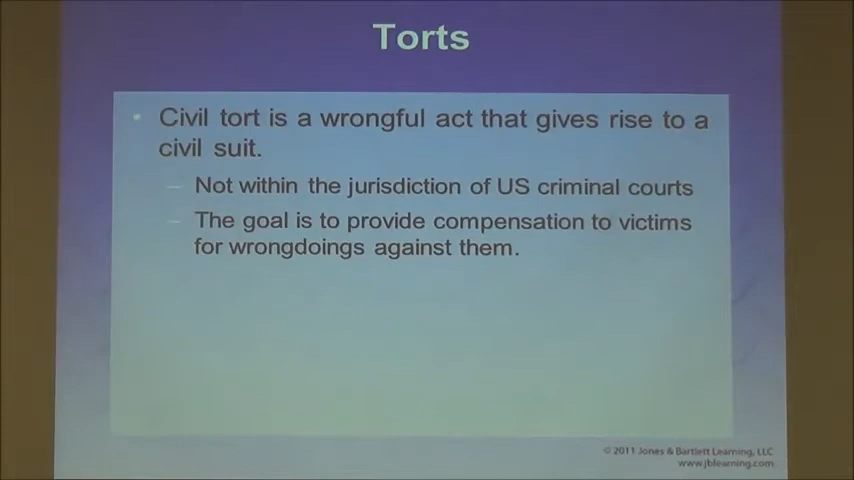 Torts
• Civil tort is a wrongful act that gives rise to a
civil suit.
– Not within the jurisdiction of US criminal courts
– The goal is to provide compensation to victims
for wrongdoings against them.
© 2011 Jones & Bartlett Learning, LLC
www.jblearning.com